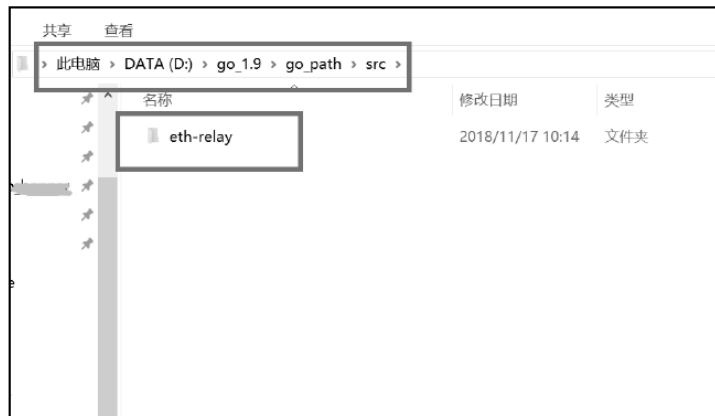 共享 查看
› 此电脑 › DATA (D:) › go_1.9 › go_path › src ›
名称 修改日期 类型
eth-relay 2018/11/17 10:14 文件夹
e